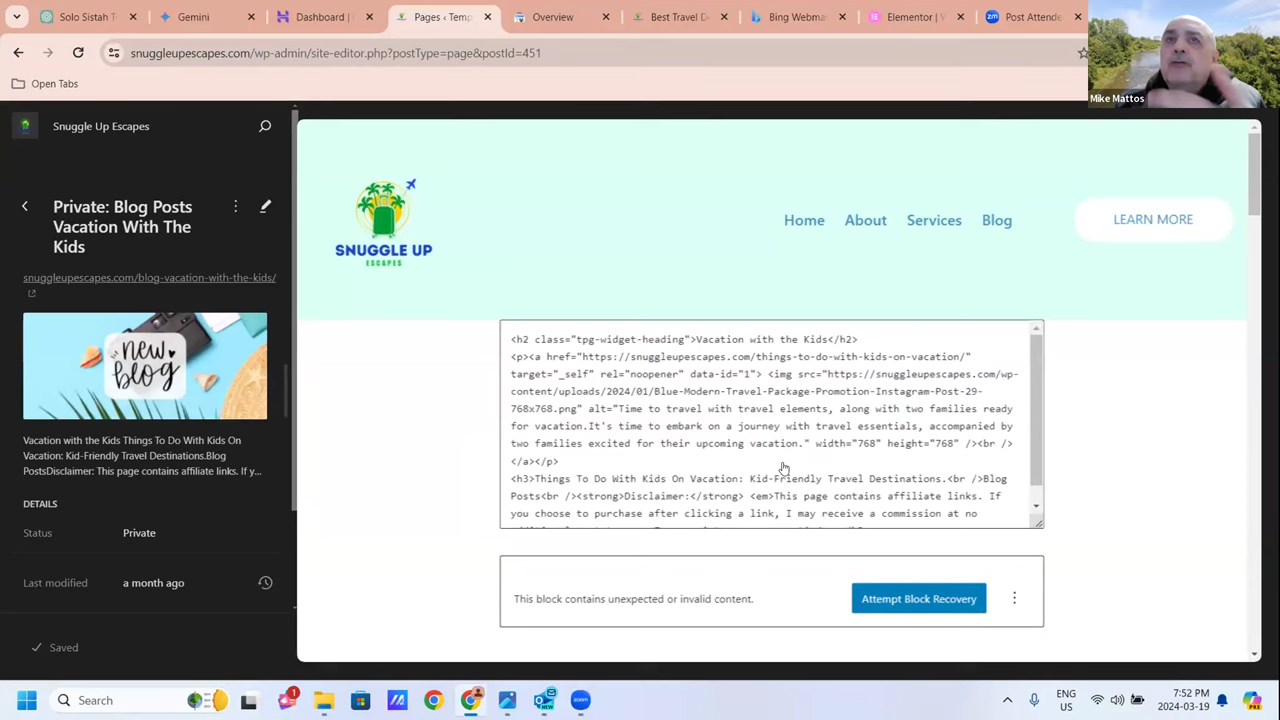 Solo Sistah T
Gemini
Dashboard |
Pages ‹ Temp
Overview
Best Travel D
Bing Webma
Elementor | W
Post Attende
snuggleupescapes.com/wp-admin/site-editor.php?postType=page&postId=451
Open Tabs
Mike Mattos
Snuggle Up Escapes
Private: Blog Posts
Vacation With The
Kids
snuggleupescapes.com/blog-vacation-with-the-kids/
new
blog
Vacation with the Kids Things To Do With Kids On
Vacation: Kid-Friendly Travel Destinations.Blog
PostsDisclaimer: This page contains affiliate links. If y…
DETAILS
Status Private
Last modified a month ago
Saved
SNUGGLE UP
ESCAPES
Home About Services Blog
LEARN MORE
<h2 class="tpg-widget-heading">Vacation with the Kids</h2>
<p><a href="https://snuggleupescapes.com/things-to-do-with-kids-on-vacation/"
target="_self" rel="noopener" data-id="1"> <img src="https://snuggleupescapes.com/wp-
content/uploads/2024/01/Blue-Modern-Travel-Package-Promotion-Instagram-Post-29-
768x768.png" alt="Time to travel with travel elements, along with two families ready
for vacation.It's time to embark on a journey with travel essentials, accompanied by
two families excited for their upcoming vacation." width="768" height="768" /><br />
</a></p>
<h3>Things To Do With Kids On Vacation: Kid-Friendly Travel Destinations.<br />Blog
Posts<br /><strong>Disclaimer:</strong> <em>This page contains affiliate links. If
you choose to purchase after clicking a link, I may receive a commission at no
This block contains unexpected or invalid content.
Attempt Block Recovery
Search
1
NEW
zoom
ENG
US
7:52 PM
2024-03-19
PRE